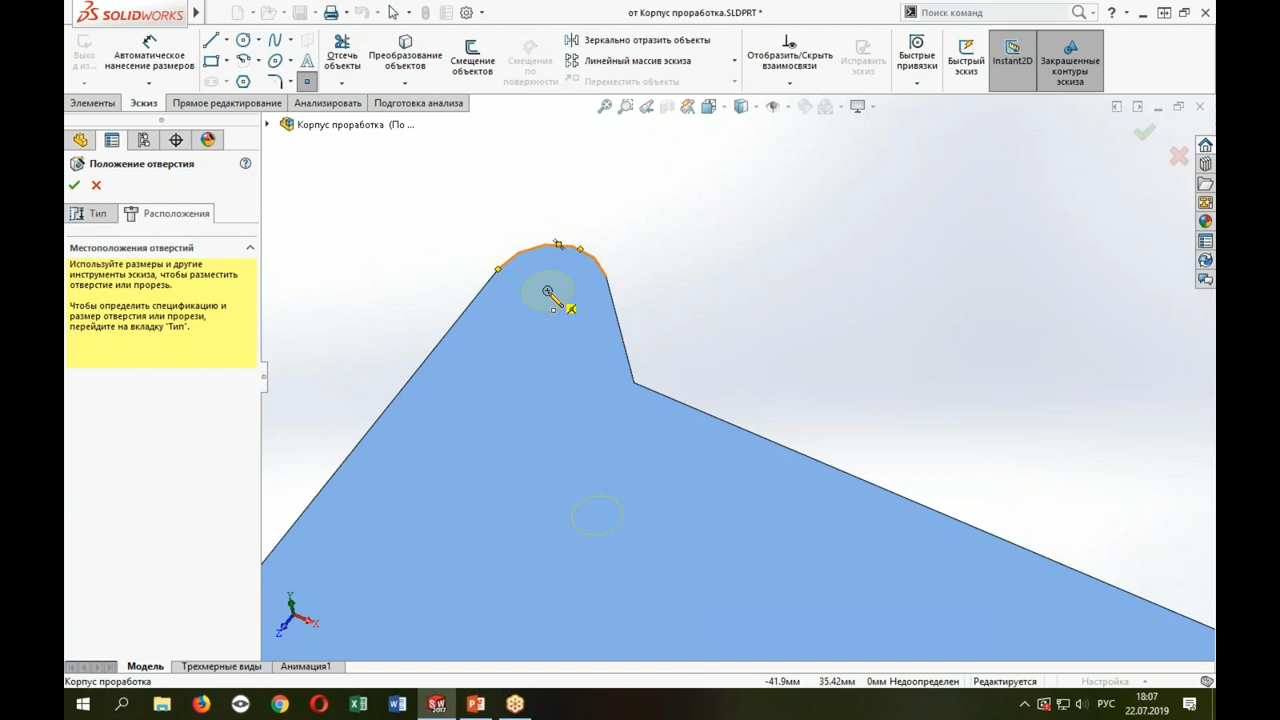 SOLIDWORKS
от Корпус проработка.SLDPRT *
Поиск команд
?
Выхо
д из...
Автоматическое
нанесение размеров
Отсечь
объекты
Преобразование
объектов
Смещение
объектов
Смещение
по
поверхности
Зеркально отразить объекты
Линейный массив эскиза
Переместить объекты
Отобразить/Скрыть
взаимосвязи
Исправить
эскиз
Быстрые
привязки
Быстрый
эскиз
Instant2D
Закрашенные
контуры
эскиза
Элементы
Эскиз
Прямое редактирование
Анализировать
Подготовка анализа
Корпус проработка (По ...
Положение отверстия
Тип
Расположения
Местоположения отверстий
Используйте размеры и другие
инструменты эскиза, чтобы разместить
отверстие или прорезь.
Чтобы определить спецификацию и
размер отверстия или прорези,
перейдите на вкладку 'Тип'.
Y
X
Z
Модель
Трехмерные виды
Анимация1
Корпус проработка
-41.9мм
35.42мм
0мм Недоопределен
Редактируется
Настройка
РУС
18:07
22.07.2019